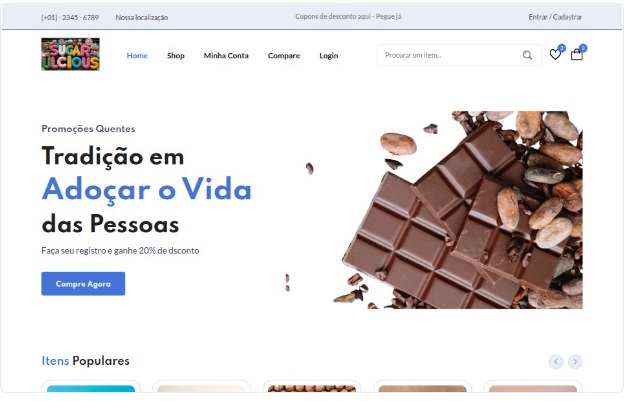 (+01) - 2345 - 6789
Nossa localização
Cupons de desconto aqui - Pegue já
Entrar / Cadastrar
SUGAR
ULCIOUS
Home
Shop
Minha Conta
Compare
Login
Procurar um item...
Promoções Quentes
Tradição em
Adoçar o Vida
das Pessoas
Faça seu registro e ganhe 20% de dsconto
Compre Agora
Itens Populares